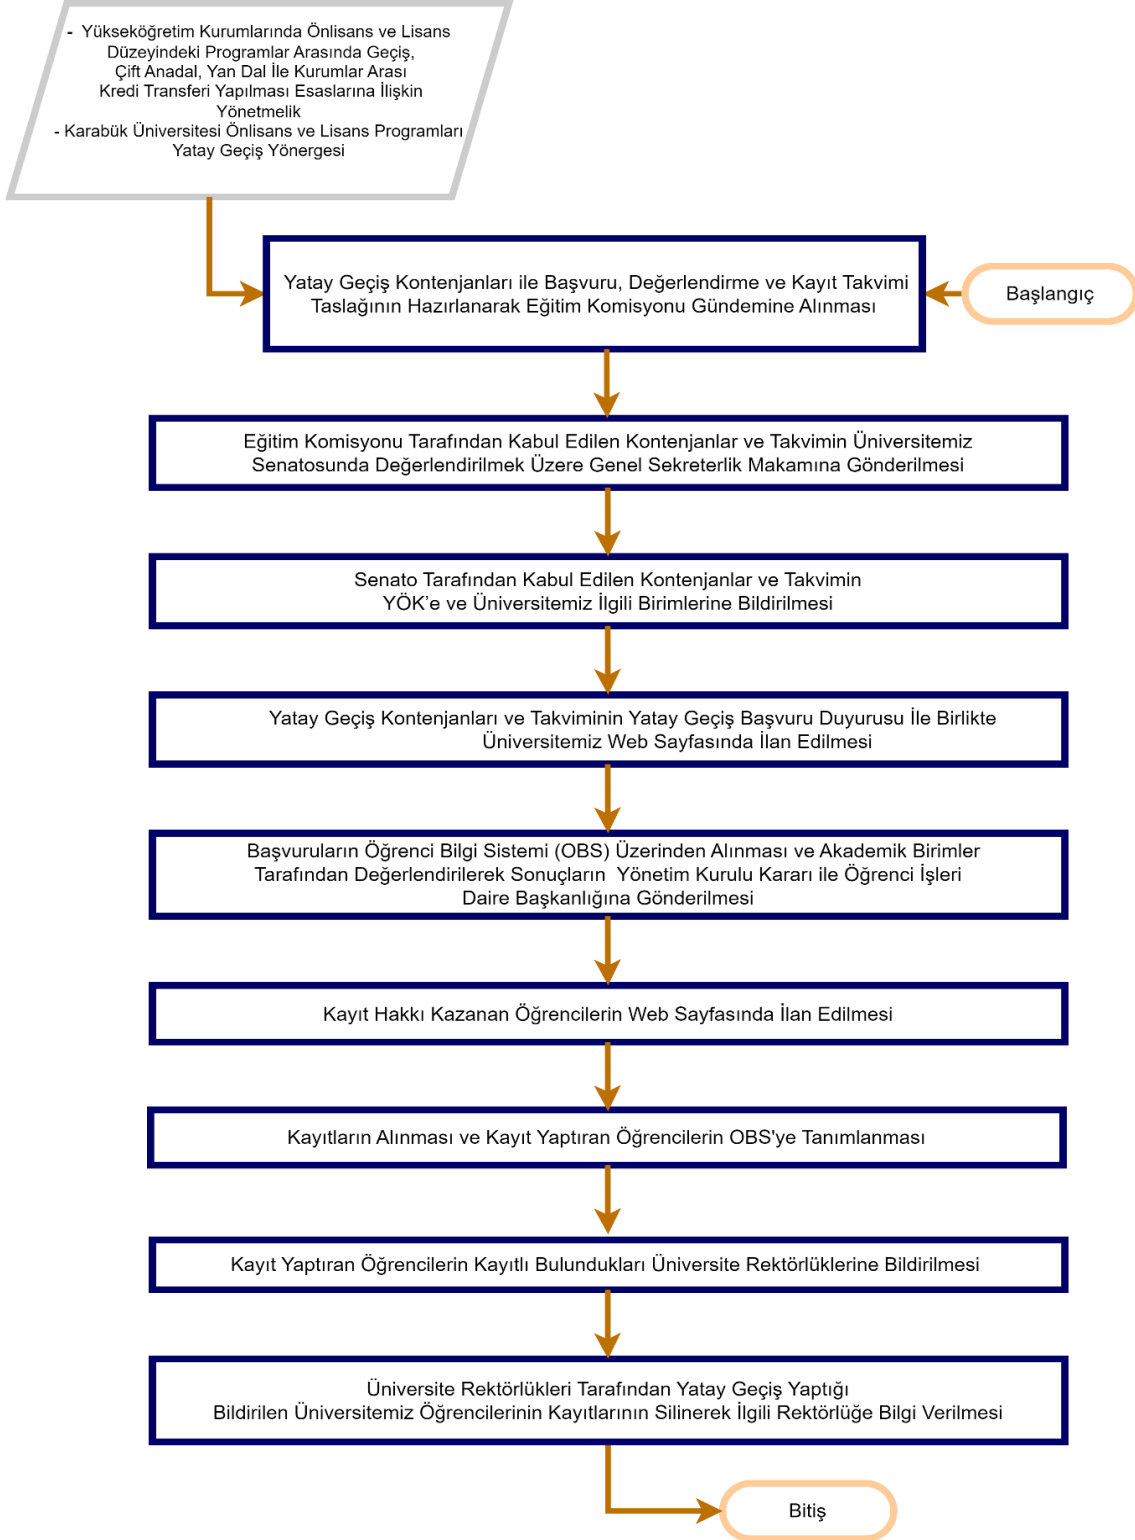 - Yükseköğretim Kurumlarında Önlisans ve Lisans
Düzeyindeki Programlar Arasında Geçiş,
Çift Anadal, Yan Dal İle Kurumlar Arası
Kredi Transferi Yapılması Esaslarına İlişkin
Yönetmelik
- Karabük Üniversitesi Önlisans ve Lisans Programları
Yatay Geçiş Yönergesi
Başlangıç
Yatay Geçiş Kontenjanları ile Başvuru, Değerlendirme ve Kayıt Takvimi
Taslağının Hazırlanarak Eğitim Komisyonu Gündemine Alınması
Eğitim Komisyonu Tarafından Kabul Edilen Kontenjanlar ve Takvimin Üniversitemiz
Senatosunda Değerlendirilmek Üzere Genel Sekreterlik Makamına Gönderilmesi
Senato Tarafından Kabul Edilen Kontenjanlar ve Takvimin
YÖK’e ve Üniversitemiz İlgili Birimlerine Bildirilmesi
Yatay Geçiş Kontenjanları ve Takviminin Yatay Geçiş Başvuru Duyurusu İle Birlikte
Üniversitemiz Web Sayfasında İlan Edilmesi
Başvuruların Öğrenci Bilgi Sistemi (OBS) Üzerinden Alınması ve Akademik Birimler
Tarafından Değerlendirilerek Sonuçların Yönetim Kurulu Kararı ile Öğrenci İşleri
Daire Başkanlığına Gönderilmesi
Kayıt Hakkı Kazanan Öğrencilerin Web Sayfasında İlan Edilmesi
Kayıtların Alınması ve Kayıt Yaptıran Öğrencilerin OBS'ye Tanımlanması
Kayıt Yaptıran Öğrencilerin Kayıtlı Bulundukları Üniversite Rektörlüklerine Bildirilmesi
Üniversite Rektörlükleri Tarafından Yatay Geçiş Yaptığı
Bildirilen Üniversitemiz Öğrencilerinin Kayıtlarının Silinerek İlgili Rektörlüğe Bilgi Verilmesi
Bitiş